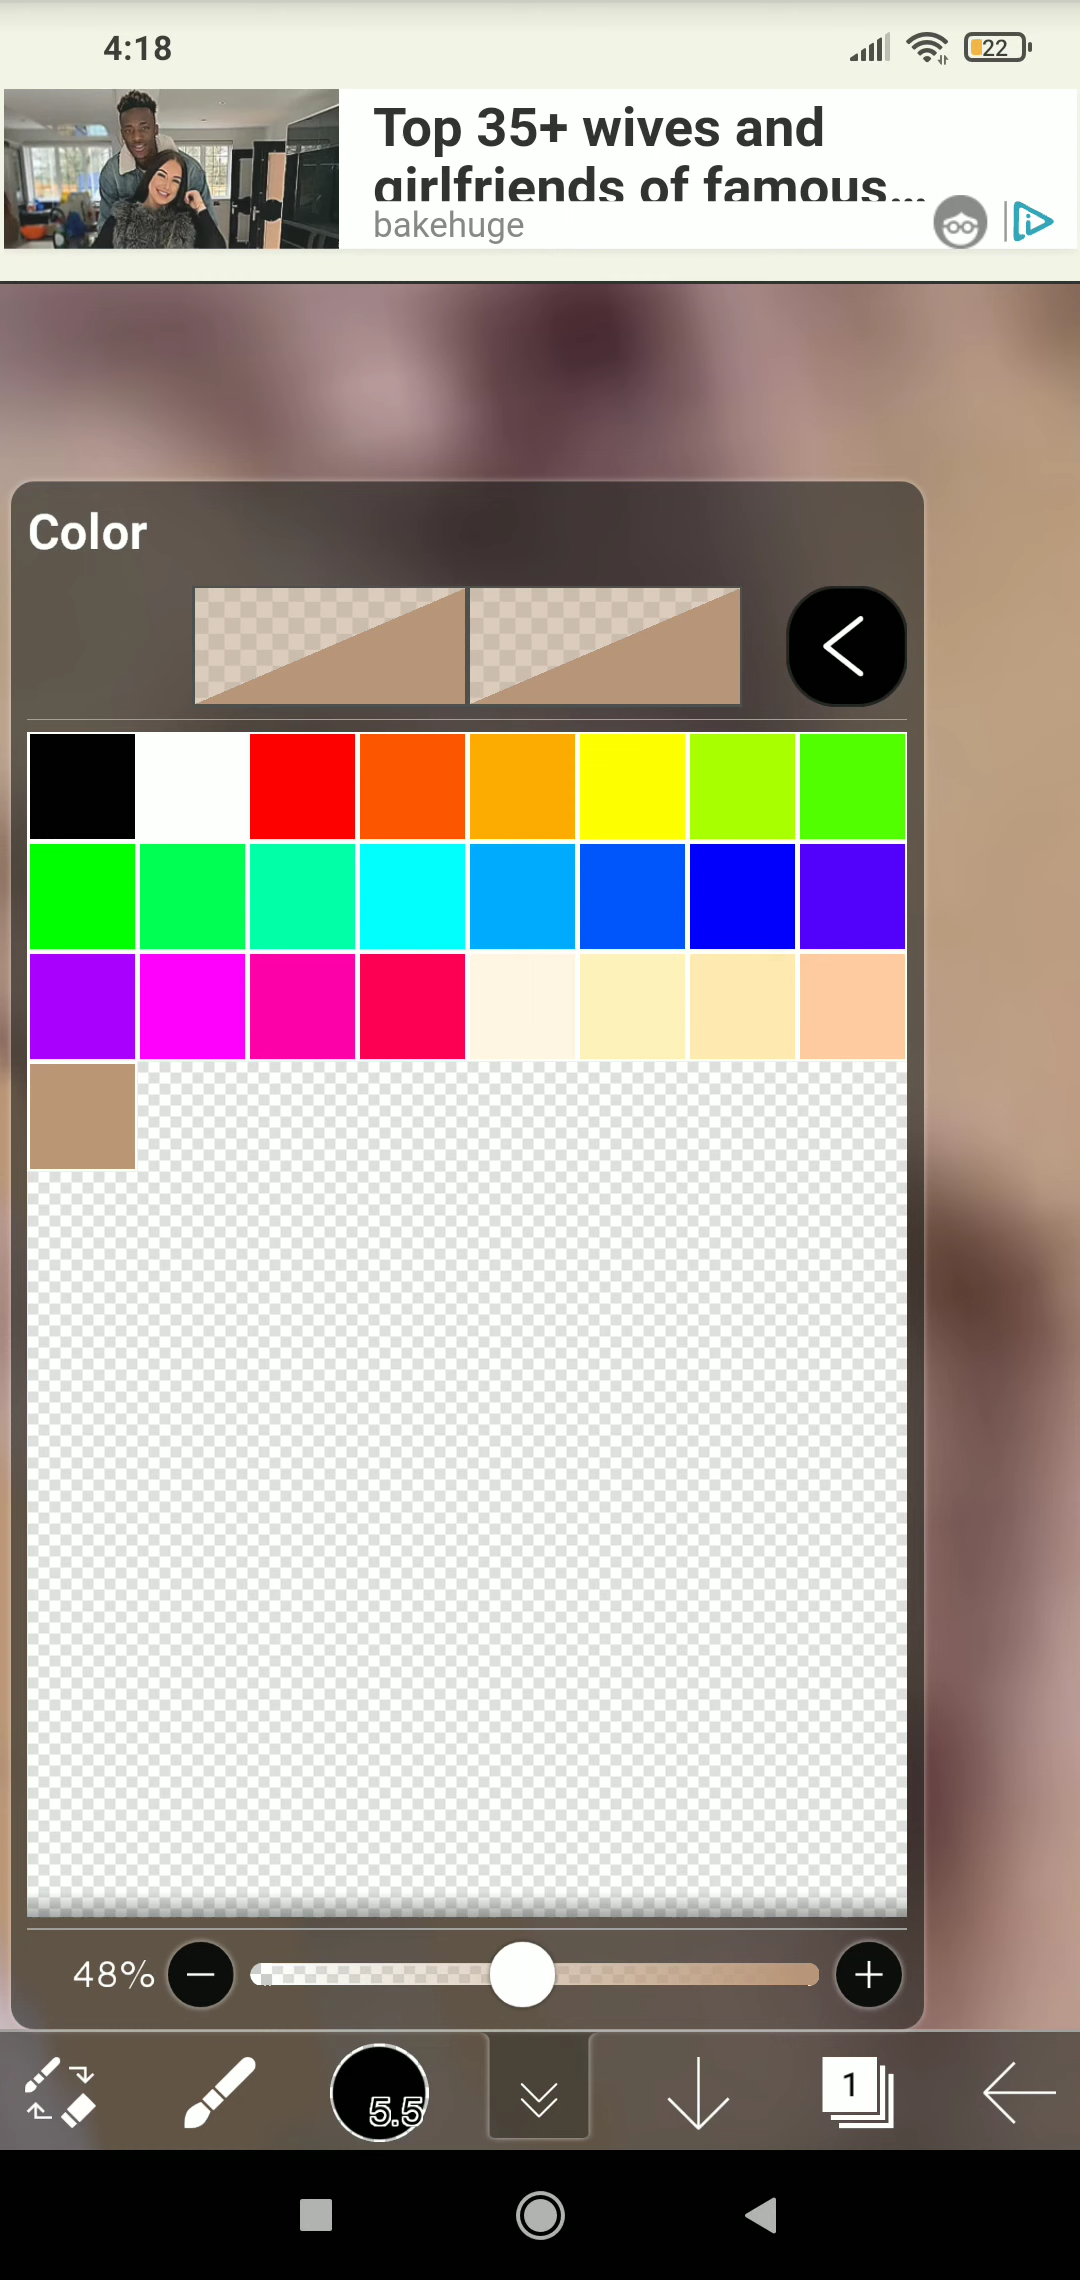 4:18
22
Top 35+ wives and
girlfriends of famous...
bakehuge
Color
48%
5.5
1